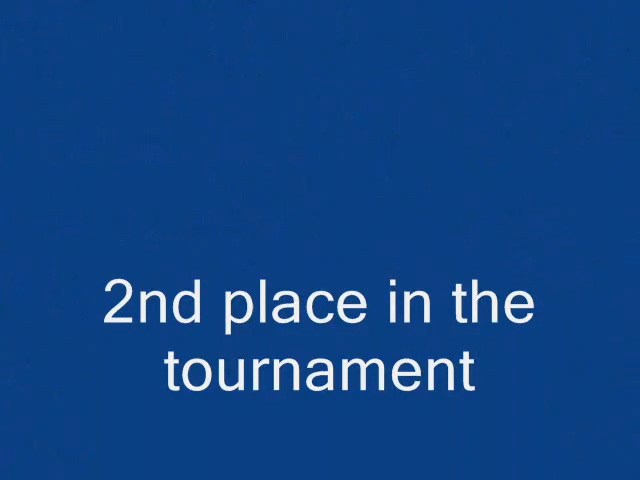 2nd place in the
tournament